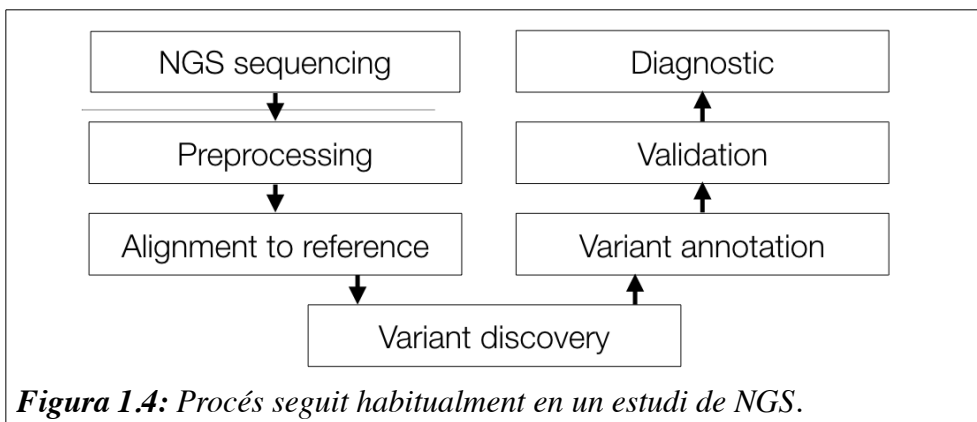 NGS sequencing
Preprocessing
Alignment to reference
Variant discovery
Variant annotation
Validation
Diagnostic
Figura 1.4: Procés seguit habitualment en un estudi de NGS.